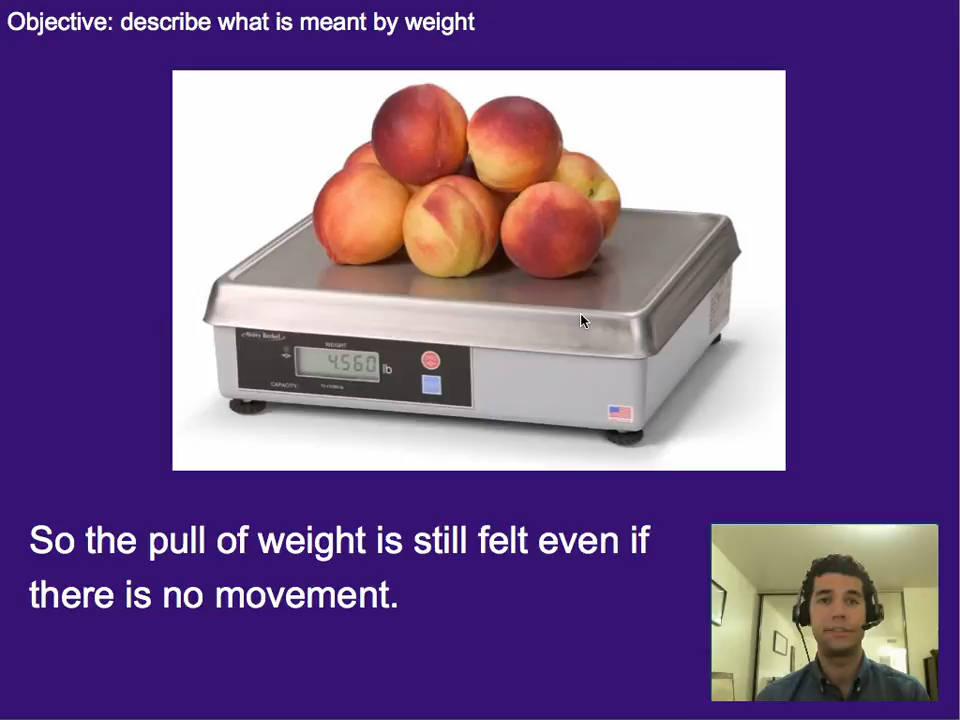 Objective: describe what is meant by weight
WEIGHT
4.560 lb
CAPACITY:
So the pull of weight is still felt even if
there is no movement.